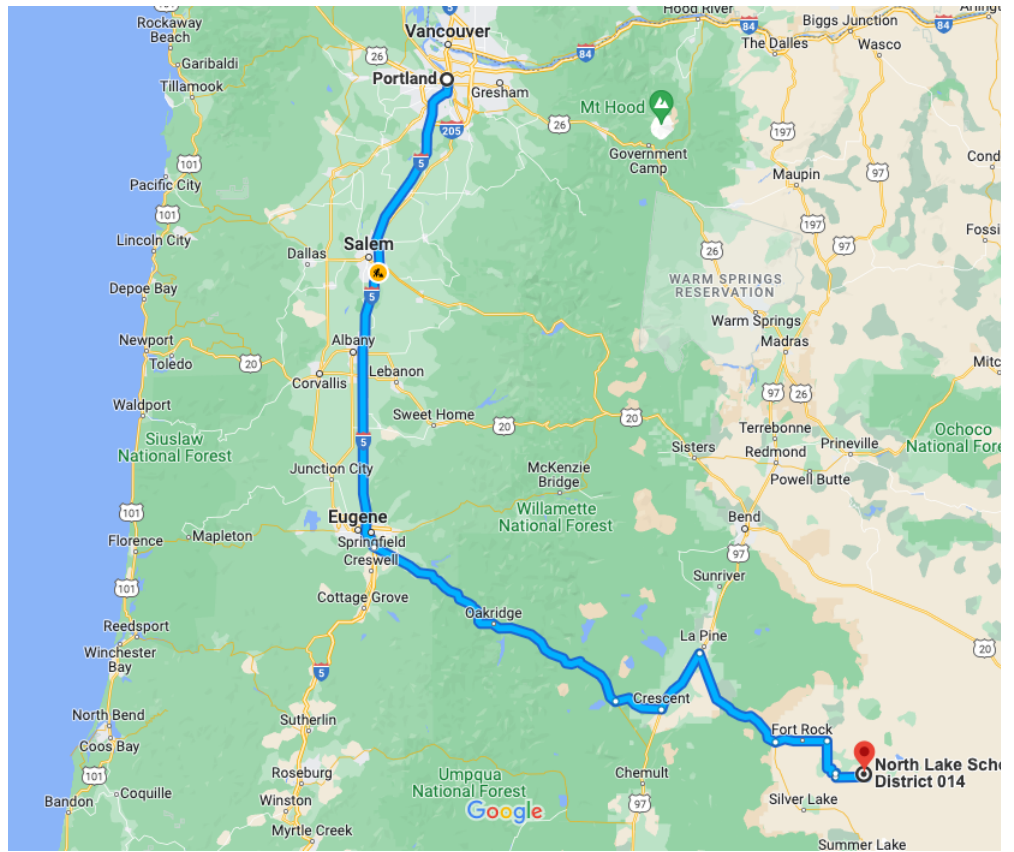 Rockaway
Beach
Vancouver
26
5
84
Hood River
84
Biggs Junction
84
Garibaldi
Portland
The Dalles
Wasco
Tillamook
Gresham
Mt Hood
205
26
197
101
5
Government
Camp
97
Cond
Pacific City
Maupin
101
197
Salem
Lincoln City
Dallas
97
Fossi
26
WARM SPRINGS
RESERVATION
Depoe Bay
5
Warm Springs
Newport
Albany
Madras
Toledo
20
Lebanon
Mitc
Corvallis
97
26
Waldport
Sweet Home
20
20
Terrebonne
Ochoco
National Fore
Siuslaw
National Forest
5
Sisters
Redmond
Prineville
Junction City
McKenzie
Bridge
Powell Butte
101
Eugene
Willamette
National Forest
Bend
Florence
Mapleton
Springfield
Creswell
97
101
Sunriver
Cottage Grove
Oakridge
Reedsport
La Pine
20
Winchester
Bay
5
Crescent
North Bend
Sutherlin
Fort Rock
Coos Bay
North Lake Scho
District 014
101
Roseburg
Umpqua
National Forest
Chemult
Coquille
Bandon
Winston
Google
97
Silver Lake
Myrtle Creek
Summer Lake